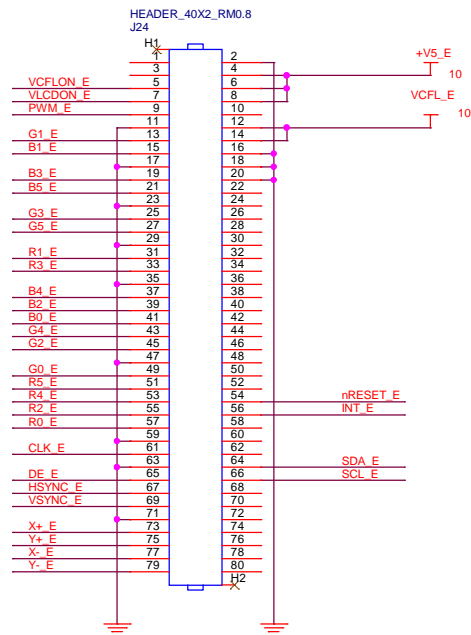 HEADER_40X2_RM0.8
J24
H1
1 2
+V5_E
3 4
10
VCFLON_E 5 6
VLCDON_E 7 8
VCFL_E
PWM_E 9 10
10
11 12
G1_E 13 14
B1_E 15 16
17 18
B3_E 19 20
B5_E 21 22
23 24
G3_E 25 26
G5_E 27 28
29 30
R1_E 31 32
R3_E 33 34
35 36
B4_E 37 38
B2_E 39 40
B0_E 41 42
G4_E 43 44
G2_E 45 46
47 48
G0_E 49 50
R5_E 51 52
R4_E 53 54 nRESET_E
R2_E 55 56 INT_E
R0_E 57 58
59 60
CLK_E 61 62
63 64 SDA_E
DE_E 65 66 SCL_E
HSYNC_E 67 68
VSYNC_E 69 70
71 72
X+_E 73 74
Y+_E 75 76
X-_E 77 78
Y-_E 79 80
H2